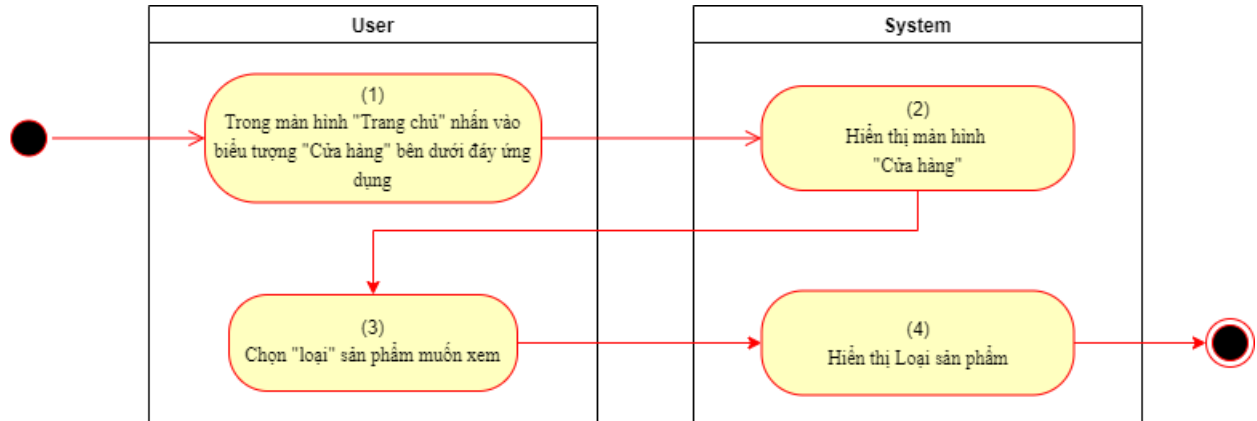 User
System
(1)
Trong màn hình "Trang chủ" nhấn vào
biểu tượng "Cửa hàng" bên dưới đáy ứng
dụng
(2)
Hiển thị màn hình
"Cửa hàng"
(3)
Chọn "loại" sản phẩm muốn xem
(4)
Hiển thị Loại sản phẩm